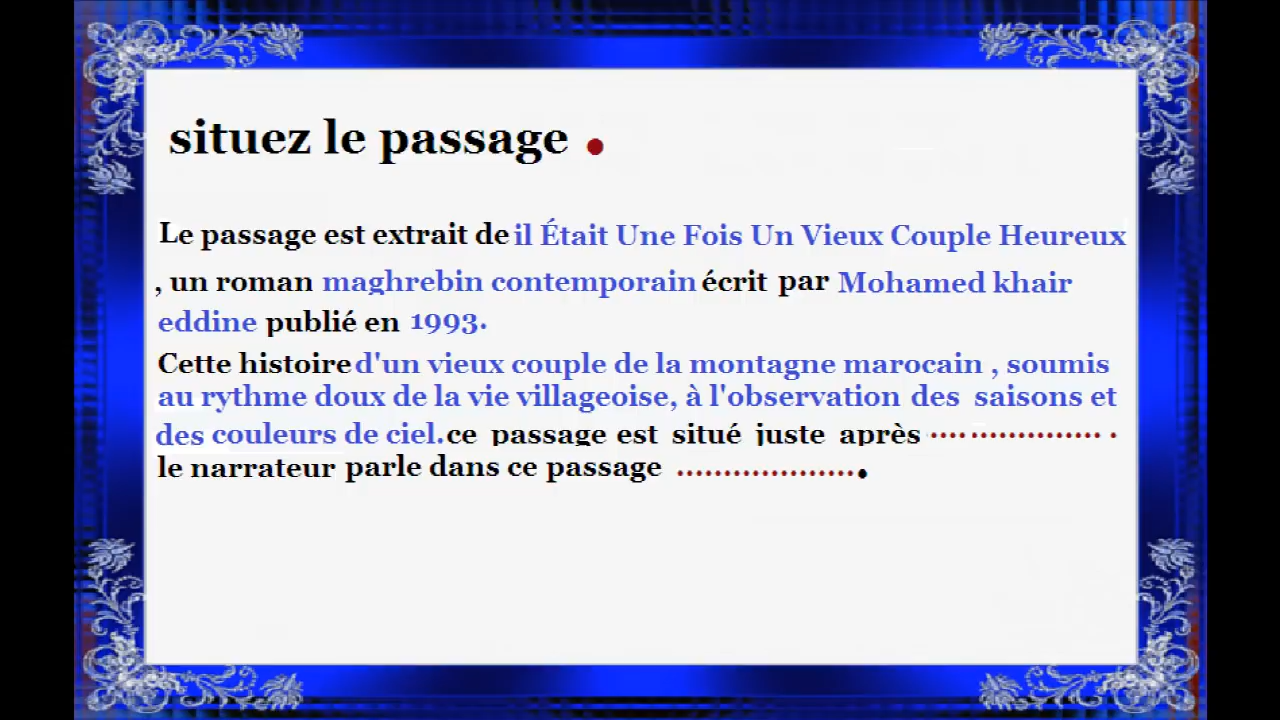 situez le passage .
Le passage est extrait de il Était Une Fois Un Vieux Couple Heureux
, un roman maghrebin contemporain écrit par Mohamed khair
eddine publié en 1993.
Cette histoire d'un vieux couple de la montagne marocain , soumis
au rythme doux de la vie villageoise, à l'observation des saisons et
des couleurs de ciel. ce passage est situé juste après .... ............... .
le narrateur parle dans ce passage ....................